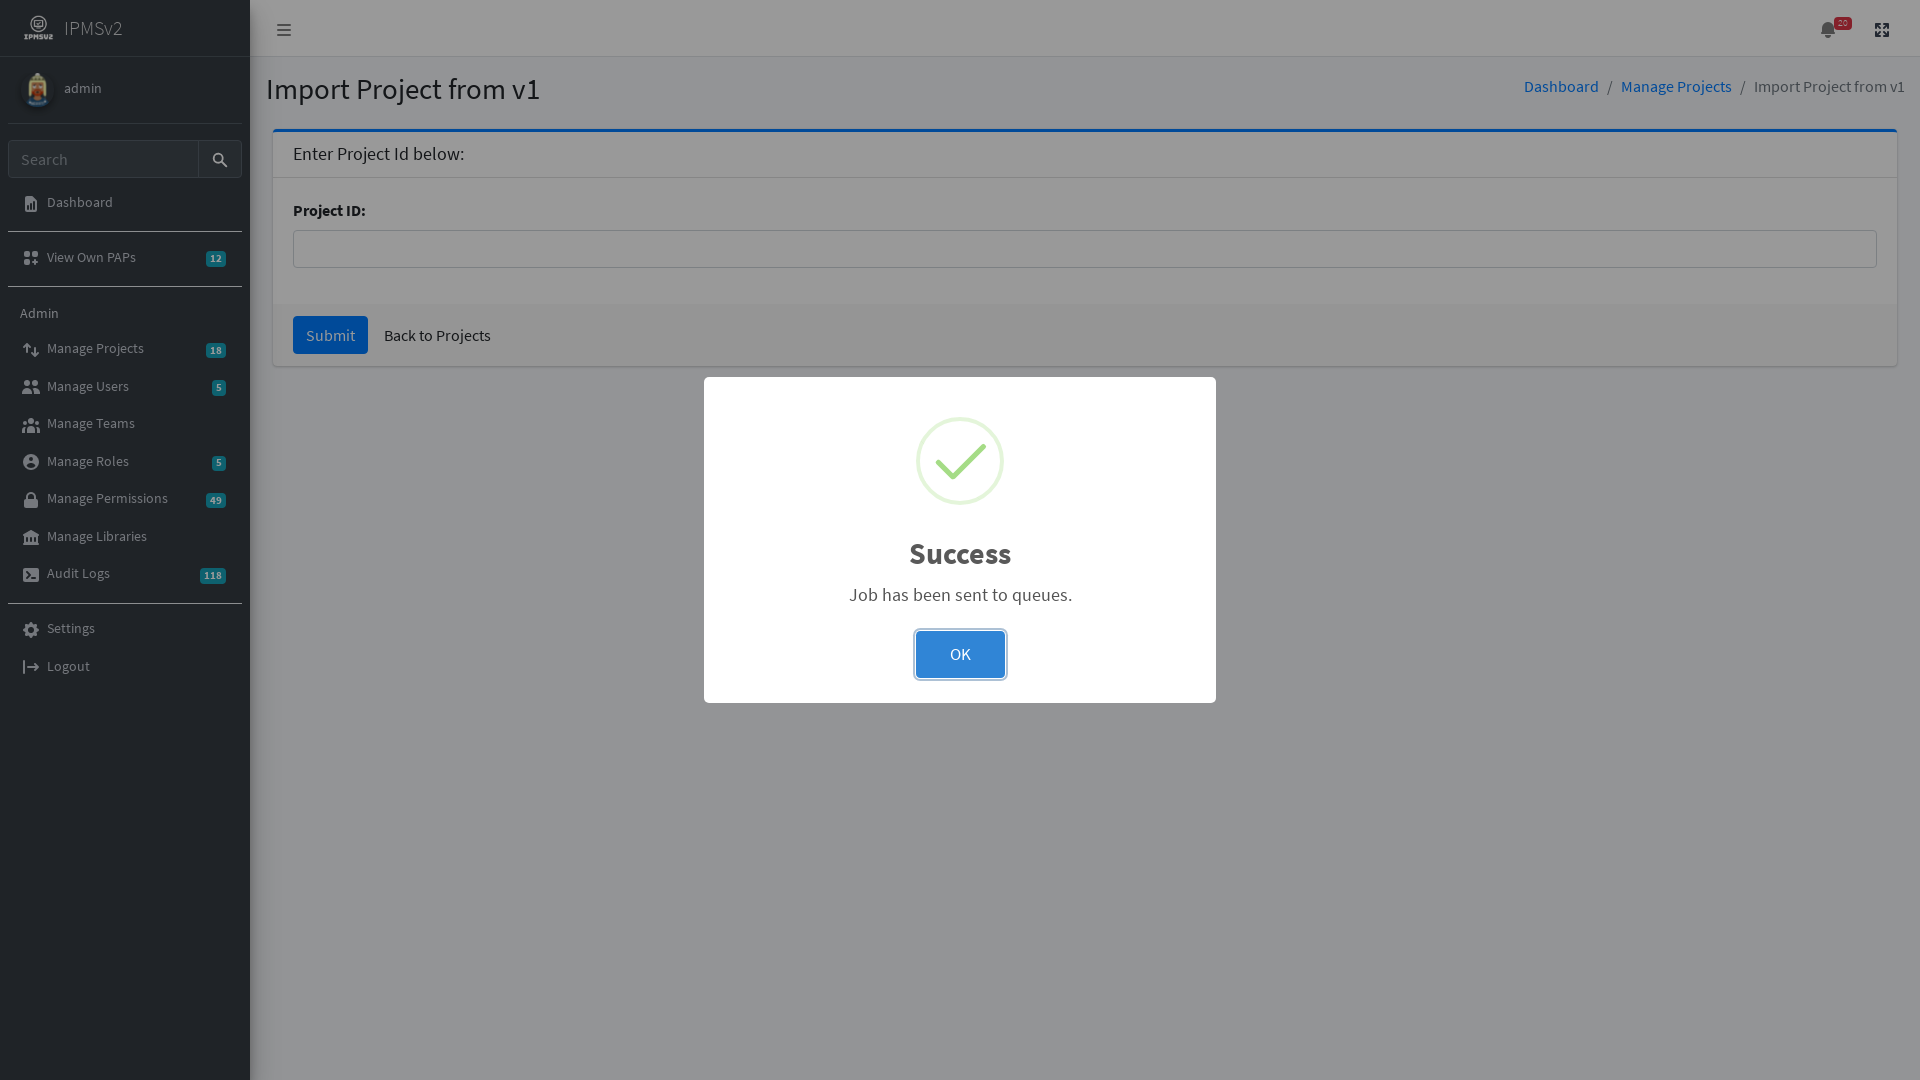 IPMSV2
IPMSv2
20
admin
Import Project from v1
Dashboard / Manage Projects / Import Project from v1
Search
Enter Project Id below:
Dashboard
Project ID:
View Own PAPs 12
Admin
Submit Back to Projects
Manage Projects 18
Manage Users 5
Manage Teams
Manage Roles 5
Manage Permissions 49
Manage Libraries
Audit Logs 118
Settings
Logout
Success
Job has been sent to queues.
OK